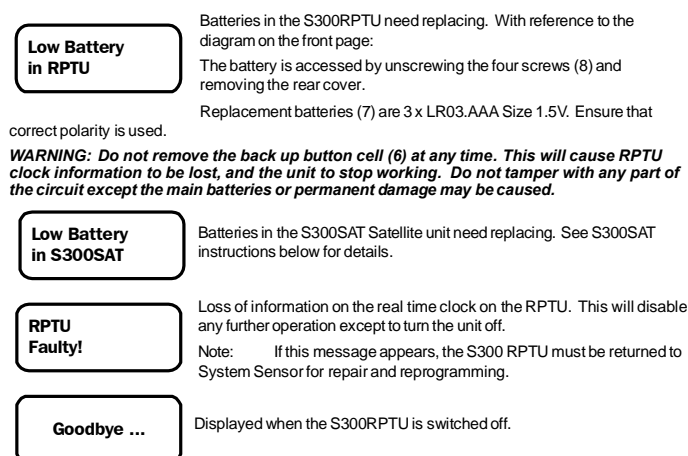 Low Battery
in RPTU
Batteries in the S300RPTU need replacing. With reference to the
diagram on the front page:
The battery is accessed by unscrewing the four screws (8) and
removing the rear cover.
Replacement batteries (7) are 3 x LR03.AAA Size 1.5V. Ensure that
correct polarity is used.
WARNING: Do not remove the back up button cell (6) at any time. This will cause RPTU
clock information to be lost, and the unit to stop working. Do not tamper with any part of
the circuit except the main batteries or permanent damage may be caused.
Low Battery
in S300SAT
Batteries in the S300SAT Satellite unit need replacing. See S300SAT
instructions below for details.
RPTU
Faulty!
Loss of information on the real time clock on the RPTU. This will disable
any further operation except to turn the unit off.
Note: If this message appears, the S300 RPTU must be returned to
System Sensor for repair and reprogramming.
Goodbye ...
Displayed when the S300RPTU is switched off.